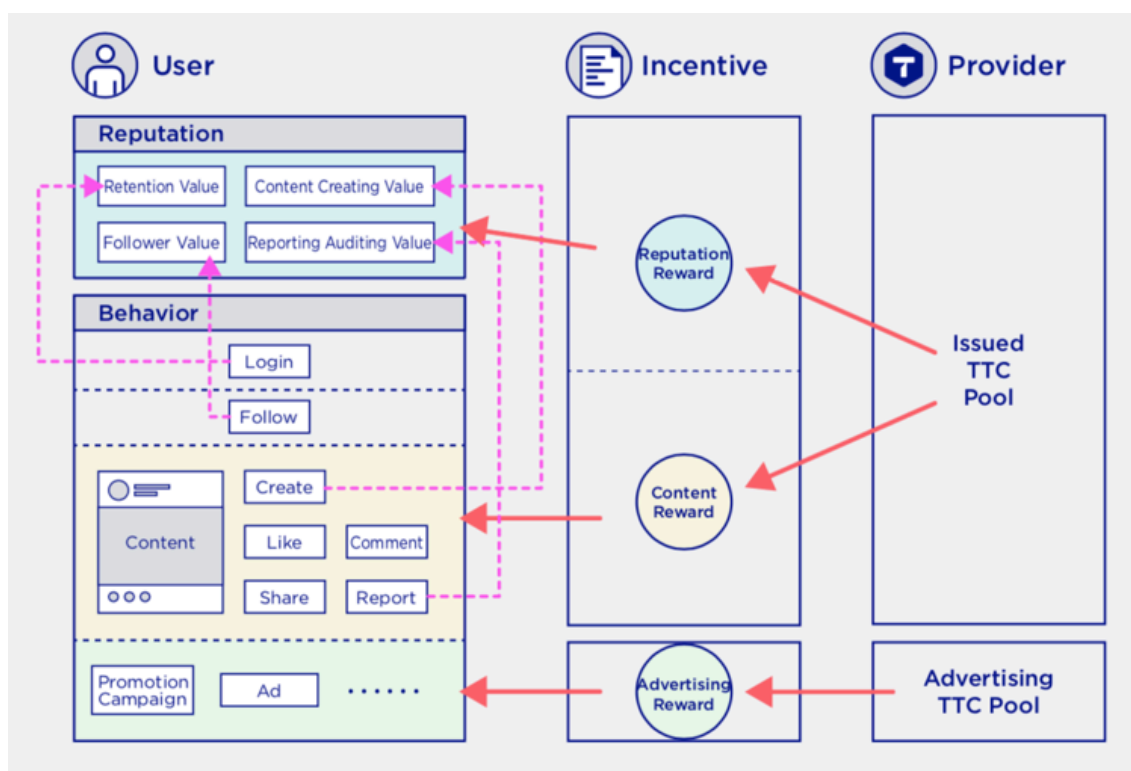 User
Incentive
Provider
Reputation
Retention Value
Content Creating Value
Follower Value
Reporting Auditing Value
Behavior
Login
Follow
Create
Content
Like
Comment
Share
Report
Promotion
Campaign
Ad
Reputation
Reward
Content
Reward
Advertising
Reward
Issued
TTC
Pool
Advertising
TTC Pool